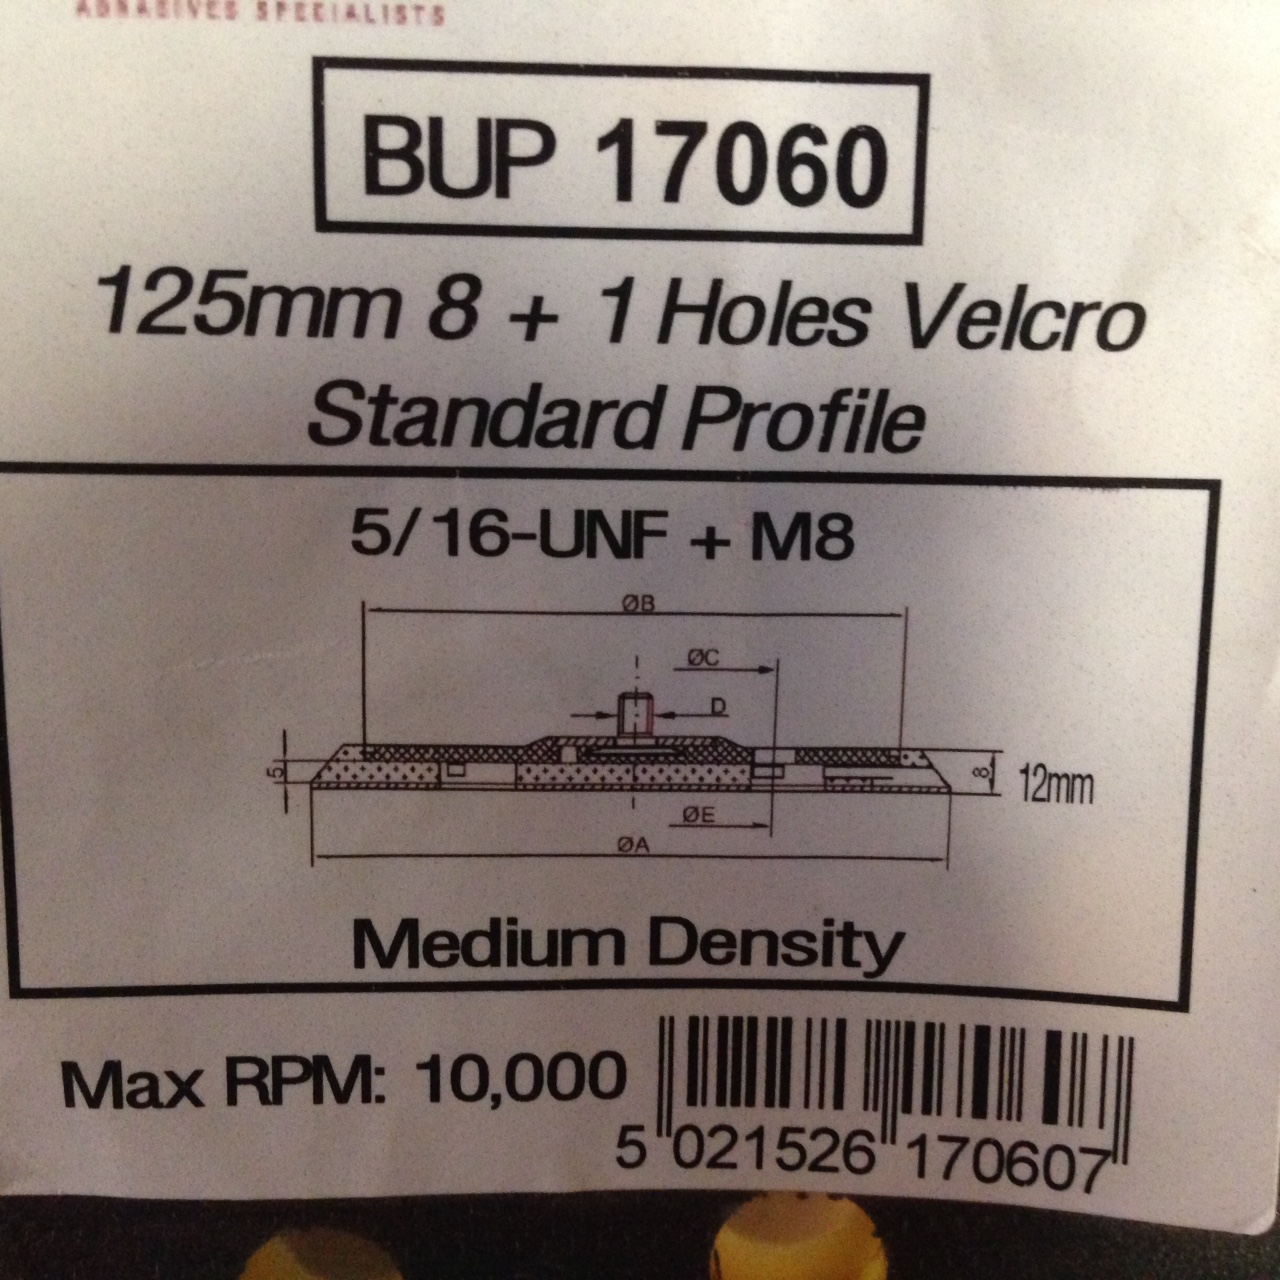 ABRASIVES SPECIALISTS
BUP 17060
125mm 8 + 1 Holes Velcro
Standard Profile
5/16-UNF + M8
ØB
ØC
D
5
8
12mm
ØE
ØA
Medium Density
Max RPM: 10,000
5 021526 170607